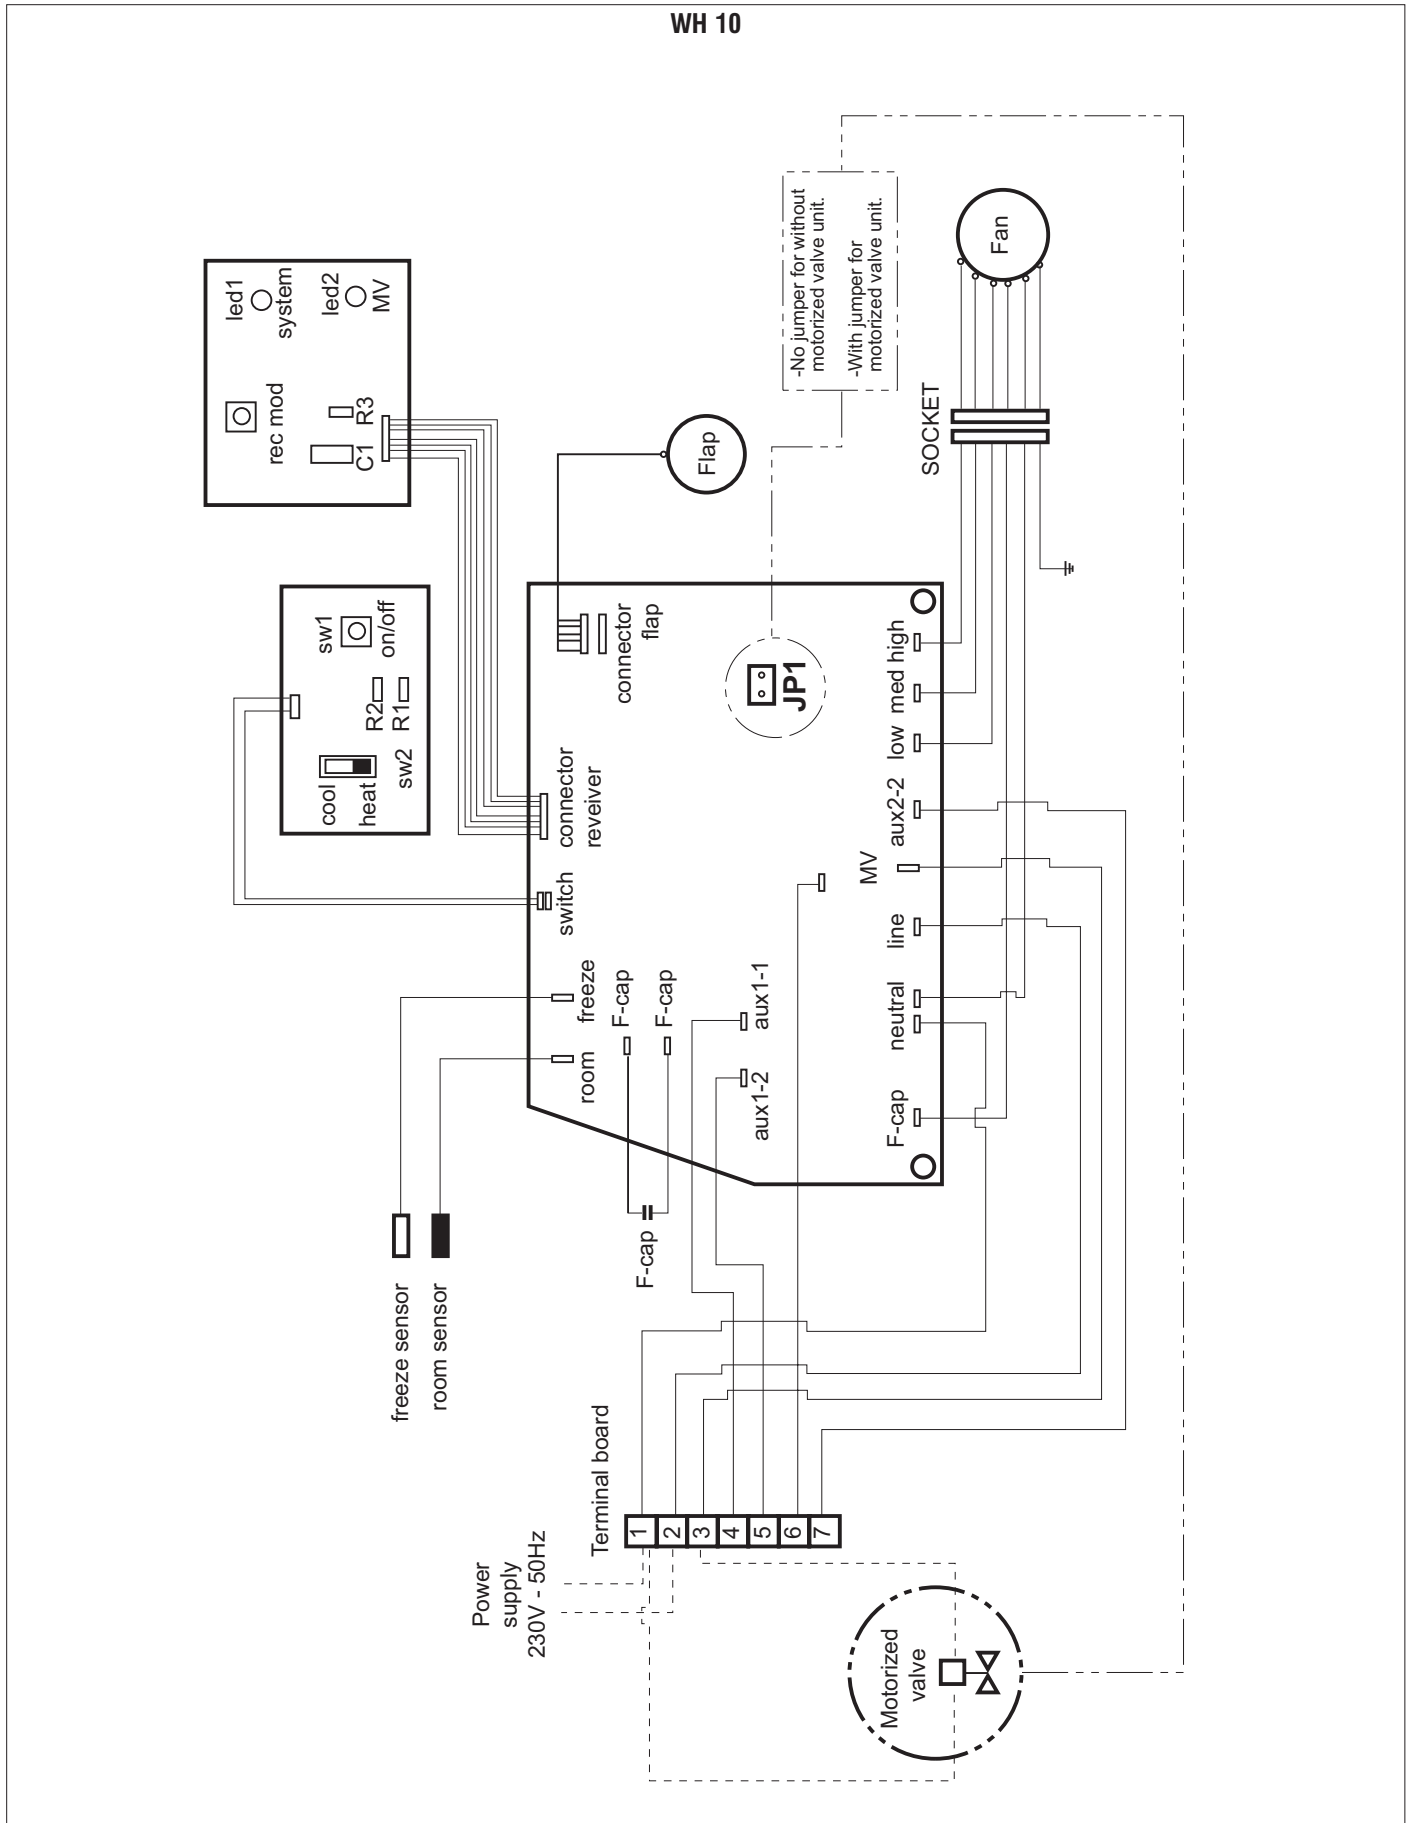 WH 10
led1
system
led2
MV
rec mod
R3
C1
sw1
on/off
R2
R1
sw2
cool
heat
-No jumper for without
motorized valve unit.
-With jumper for
motorized valve unit.
Fan
SOCKET
Flap
connector
flap
connector
reveiver
switch
freeze
room
F-cap
F-cap
JP1
high
med
low
aux2-2
MV
line
neutral
F-cap
aux1-1
aux1-2
F-cap
freeze sensor
room sensor
Terminal board
1
2
3
4
5
6
7
Power
supply
230V - 50Hz
Motorized
valve